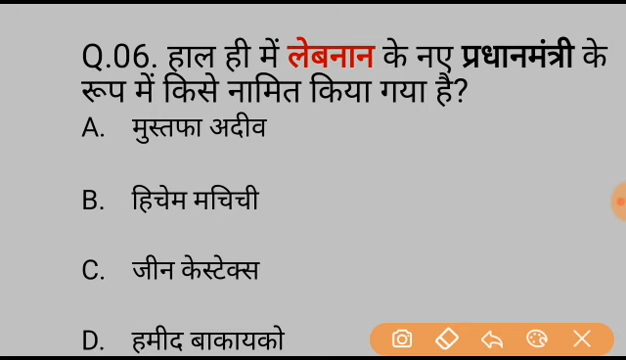 Q.06. हाल ही में लेबनान के नए प्रधानमंत्री के
रूप में किसे नामित किया गया है?
A. मुस्तफा अदीव
B. हिचेम मचिची
C. जीन केस्टेक्स
D. हमीद बाकायको